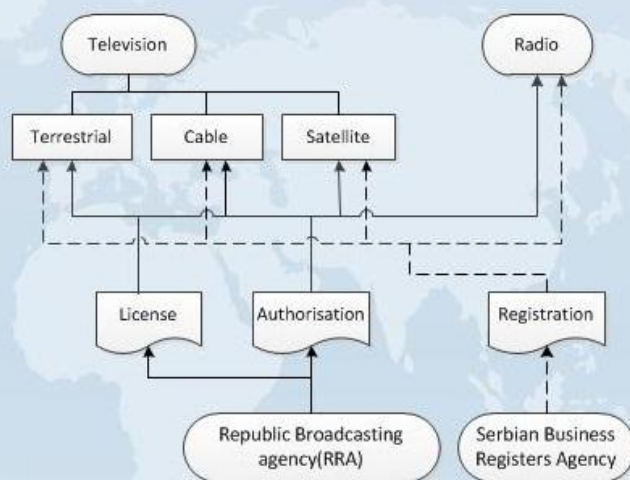 Television
Radio
Terrestrial
Cable
Satellite
License
Authorisation
Registration
Republic Broadcasting
agency(RRA)
Serbian Business
Registers Agency